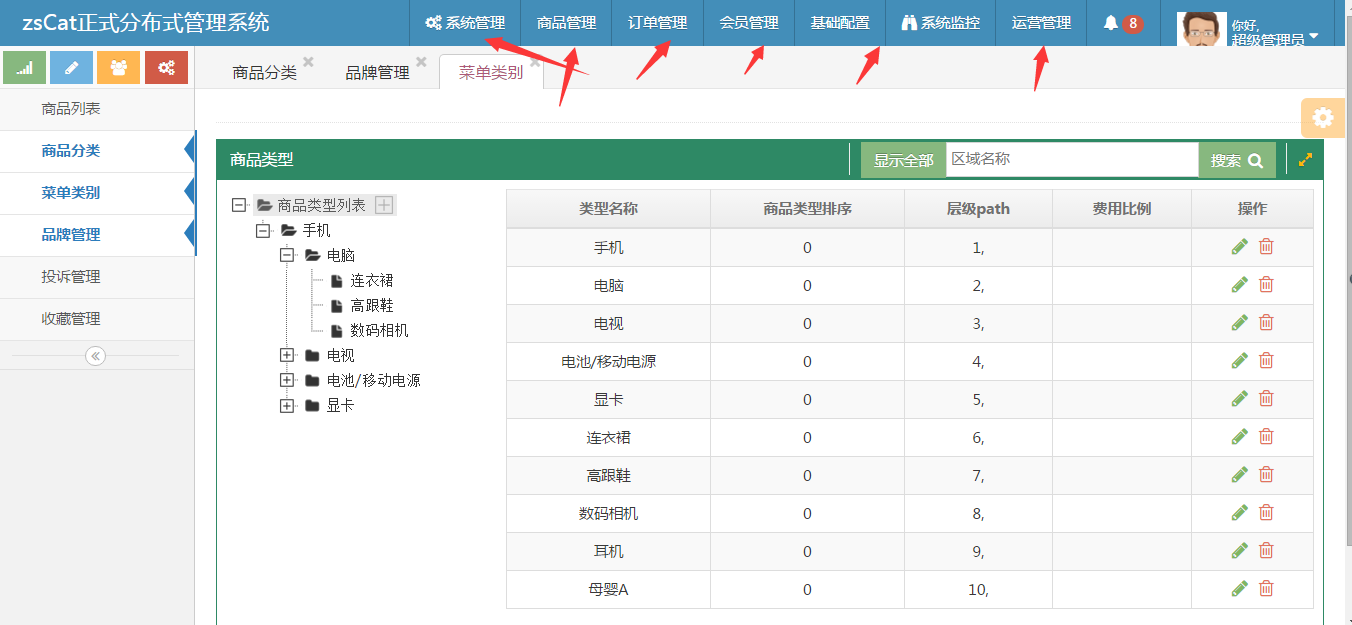 zsCat正式分布式管理系统
系统管理 商品管理 订单管理 会员管理 基础配置 系统监控 运营管理 8 你好,
超级管理员
商品分类 品牌管理 菜单类别
商品列表
商品分类
菜单类别
品牌管理
投诉管理
收藏管理
商品类型 显示全部 区域名称 搜索
商品类型列表
手机
电脑
连衣裙
高跟鞋
数码相机
电视
电池/移动电源
显卡
类型名称 商品类型排序 层级path 费用比例 操作
手机 0 1,
电脑 0 2,
电视 0 3,
电池/移动电源 0 4,
显卡 0 5,
连衣裙 0 6,
高跟鞋 0 7,
数码相机 0 8,
耳机 0 9,
母婴A 0 10,